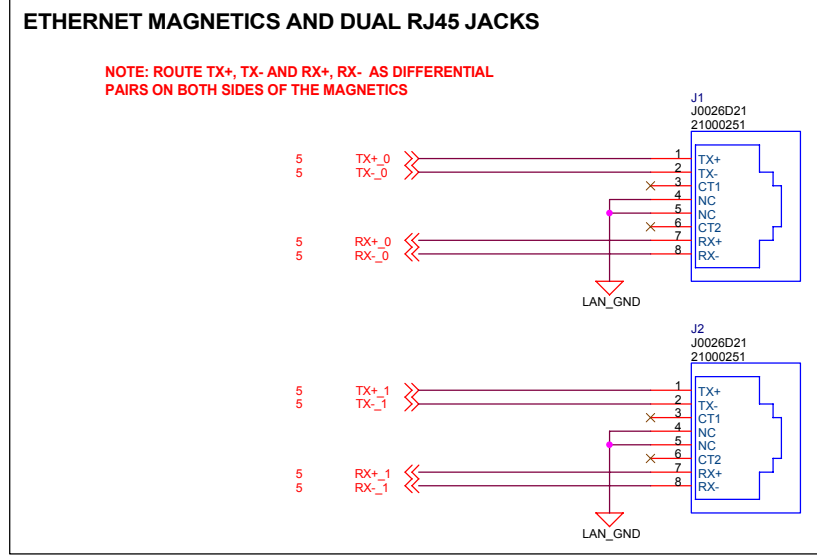 ETHERNET MAGNETICS AND DUAL RJ45 JACKS
NOTE: ROUTE TX+, TX- AND RX+, RX- AS DIFFERENTIAL
PAIRS ON BOTH SIDES OF THE MAGNETICS
J1
J0026D21
21000251
5 TX+_0 1 TX+
5 TX-_0 2 TX-
3 CT1
4 NC
5 NC
6 CT2
5 RX+_0 7 RX+
5 RX-_0 8 RX-
LAN_GND
J2
J0026D21
21000251
5 TX+_1 1 TX+
5 TX-_1 2 TX-
3 CT1
4 NC
5 NC
6 CT2
5 RX+_1 7 RX+
5 RX-_1 8 RX-
LAN_GND